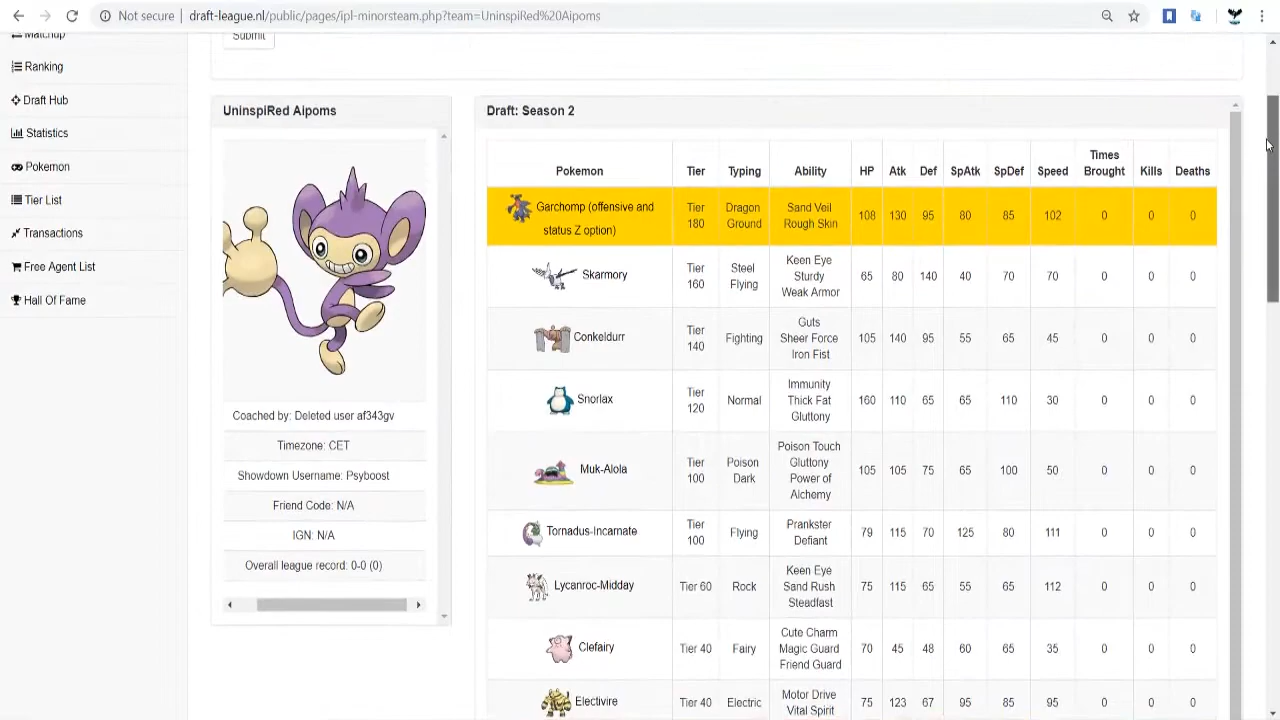 Not secure | draft-league.nl/public/pages/ipl-minorsteam.php?team=UninspiRed%20Aipoms
Matchup
Ranking
Draft Hub
Statistics
Pokemon
Tier List
Transactions
Free Agent List
Hall Of Fame
Submit
UninspiRed Aipoms
Coached by: Deleted user af343gv
Timezone: CET
Showdown Username: Psyboost
Friend Code: N/A
IGN: N/A
Overall league record: 0-0 (0)
Draft: Season 2
Pokemon Tier Typing Ability HP Atk Def SpAtk SpDef Speed Times Brought Kills Deaths
Garchomp (offensive and status Z option) Tier 180 Dragon Ground Sand Veil Rough Skin 108 130 95 80 85 102 0 0 0
Skarmory Tier 160 Steel Flying Keen Eye Sturdy Weak Armor 65 80 140 40 70 70 0 0 0
Conkeldurr Tier 140 Fighting Guts Sheer Force Iron Fist 105 140 95 55 65 45 0 0 0
Snorlax Tier 120 Normal Immunity Thick Fat Gluttony 160 110 65 65 110 30 0 0 0
Muk-Alola Tier 100 Poison Dark Poison Touch Gluttony Power of Alchemy 105 105 75 65 100 50 0 0 0
Tornadus-Incarnate Tier 100 Flying Prankster Defiant 79 115 70 125 80 111 0 0 0
Lycanroc-Midday Tier 60 Rock Keen Eye Sand Rush Steadfast 75 115 65 55 65 112 0 0 0
Clefairy Tier 40 Fairy Cute Charm Magic Guard Friend Guard 70 45 48 60 65 35 0 0 0
Electivire Tier 40 Electric Motor Drive Vital Spirit 75 123 67 95 85 95 0 0 0